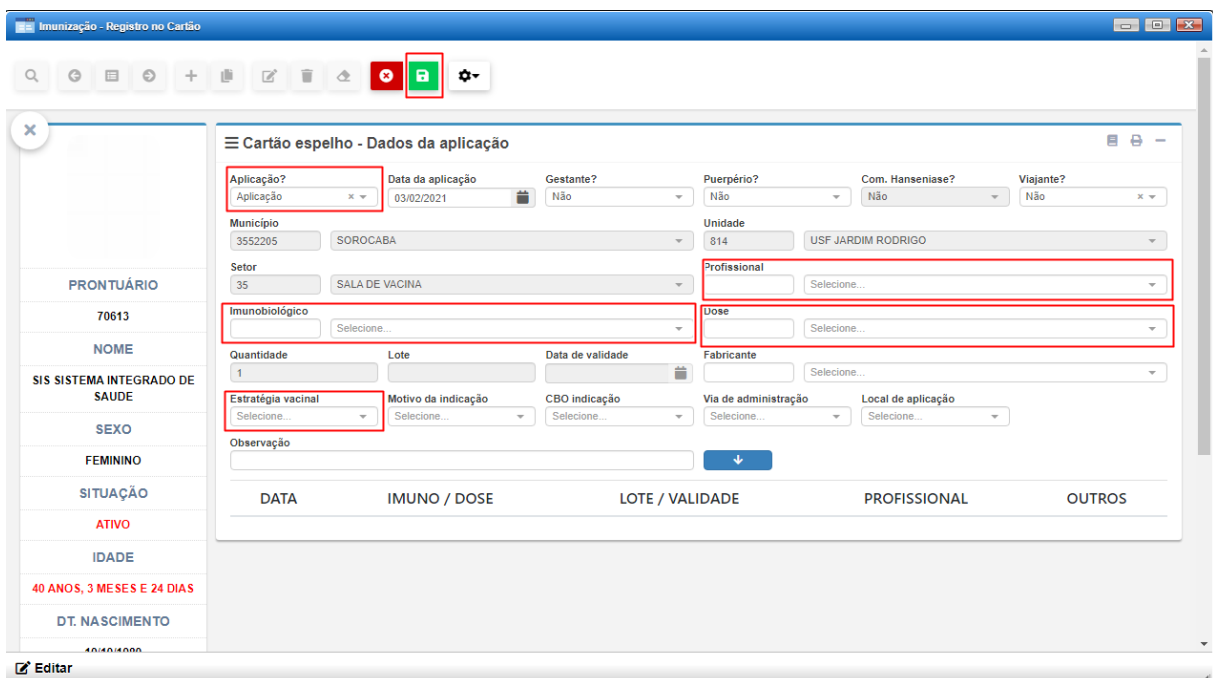 Imunização - Registro no Cartão
Cartão espelho - Dados da aplicação
Aplicação? Data da aplicação Gestante? Puerpério? Com. Hanseniase? Viajante?
Aplicação 03/02/2021 Não Não Não Não
Município Unidade
3552205 SOROCABA 814 USF JARDIM RODRIGO
Setor Profissional
35 SALA DE VACINA Selecione...
Imunobiológico Dose
Selecione... Selecione...
Quantidade Lote Data de validade Fabricante
1 Selecione...
Estratégia vacinal Motivo da indicação CBO indicação Via de administração Local de aplicação
Selecione... Selecione... Selecione... Selecione... Selecione...
Observação
DATA IMUNO / DOSE LOTE / VALIDADE PROFISSIONAL OUTROS
PRONTUÁRIO
70613
NOME
SIS SISTEMA INTEGRADO DE
SAUDE
SEXO
FEMININO
SITUAÇÃO
ATIVO
IDADE
40 ANOS, 3 MESES E 24 DIAS
DT. NASCIMENTO
Editar